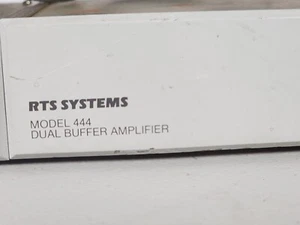 RTS SYSTEMS
MODEL 444
DUAL BUFFER AMPLIFIER